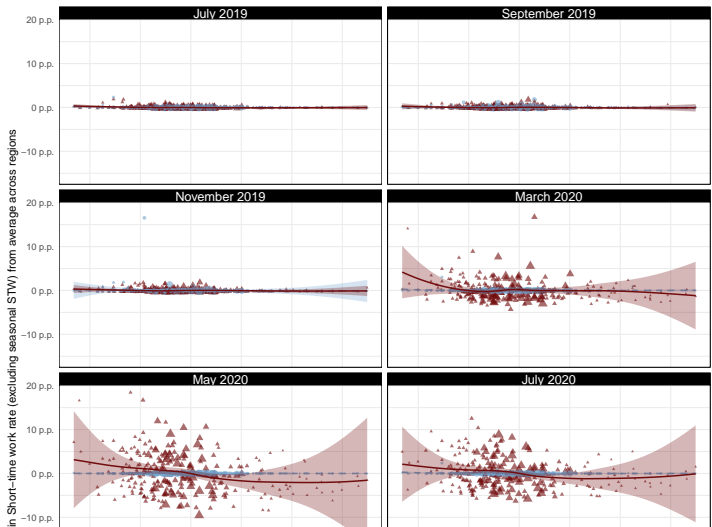 July 2019
September 2019
20 p.p.
10 p.p.
0 p.p.
−10 p.p.
November 2019
March 2020
20 p.p.
10 p.p.
0 p.p.
−10 p.p.
May 2020
July 2020
20 p.p.
10 p.p.
0 p.p.
−10 p.p.
in Short−time work rate (excluding seasonal STW) from average across regions